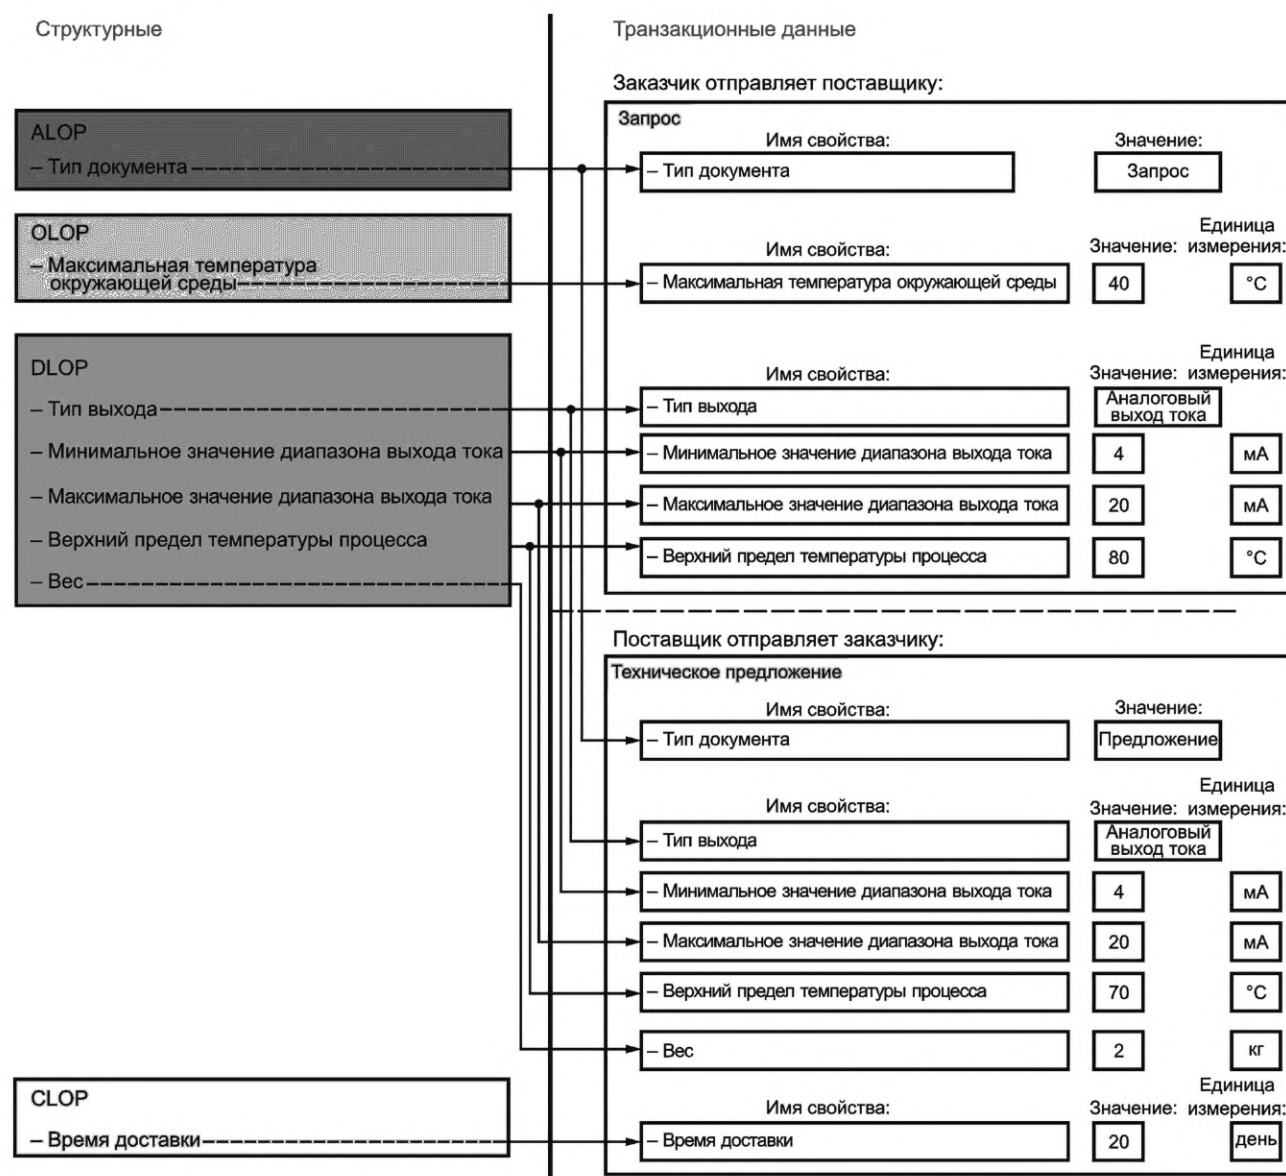 Структурные
Транзакционные данные
Заказчик отправляет поставщику:
ALOP
– Тип документа
Запрос
Имя свойства:
Значение:
– Тип документа
Запрос
OLOP
– Максимальная температура
окружающей среды
Единица
Имя свойства:
Значение: измерения:
– Максимальная температура окружающей среды
40
°C
DLOP
– Тип выхода
– Минимальное значение диапазона выхода тока
– Максимальное значение диапазона выхода тока
– Верхний предел температуры процесса
– Вес
Единица
Имя свойства:
Значение: измерения:
– Тип выхода
Аналоговый
выход тока
– Минимальное значение диапазона выхода тока
4
мА
– Максимальное значение диапазона выхода тока
20
мА
– Верхний предел температуры процесса
80
°C
Поставщик отправляет заказчику:
Техническое предложение
Имя свойства:
Значение:
– Тип документа
Предложение
Единица
Имя свойства:
Значение: измерения:
– Тип выхода
Аналоговый
выход тока
– Минимальное значение диапазона выхода тока
4
мА
– Максимальное значение диапазона выхода тока
20
мА
– Верхний предел температуры процесса
70
°C
– Вес
2
кг
CLOP
– Время доставки
Единица
Имя свойства:
Значение: измерения:
– Время доставки
20
день